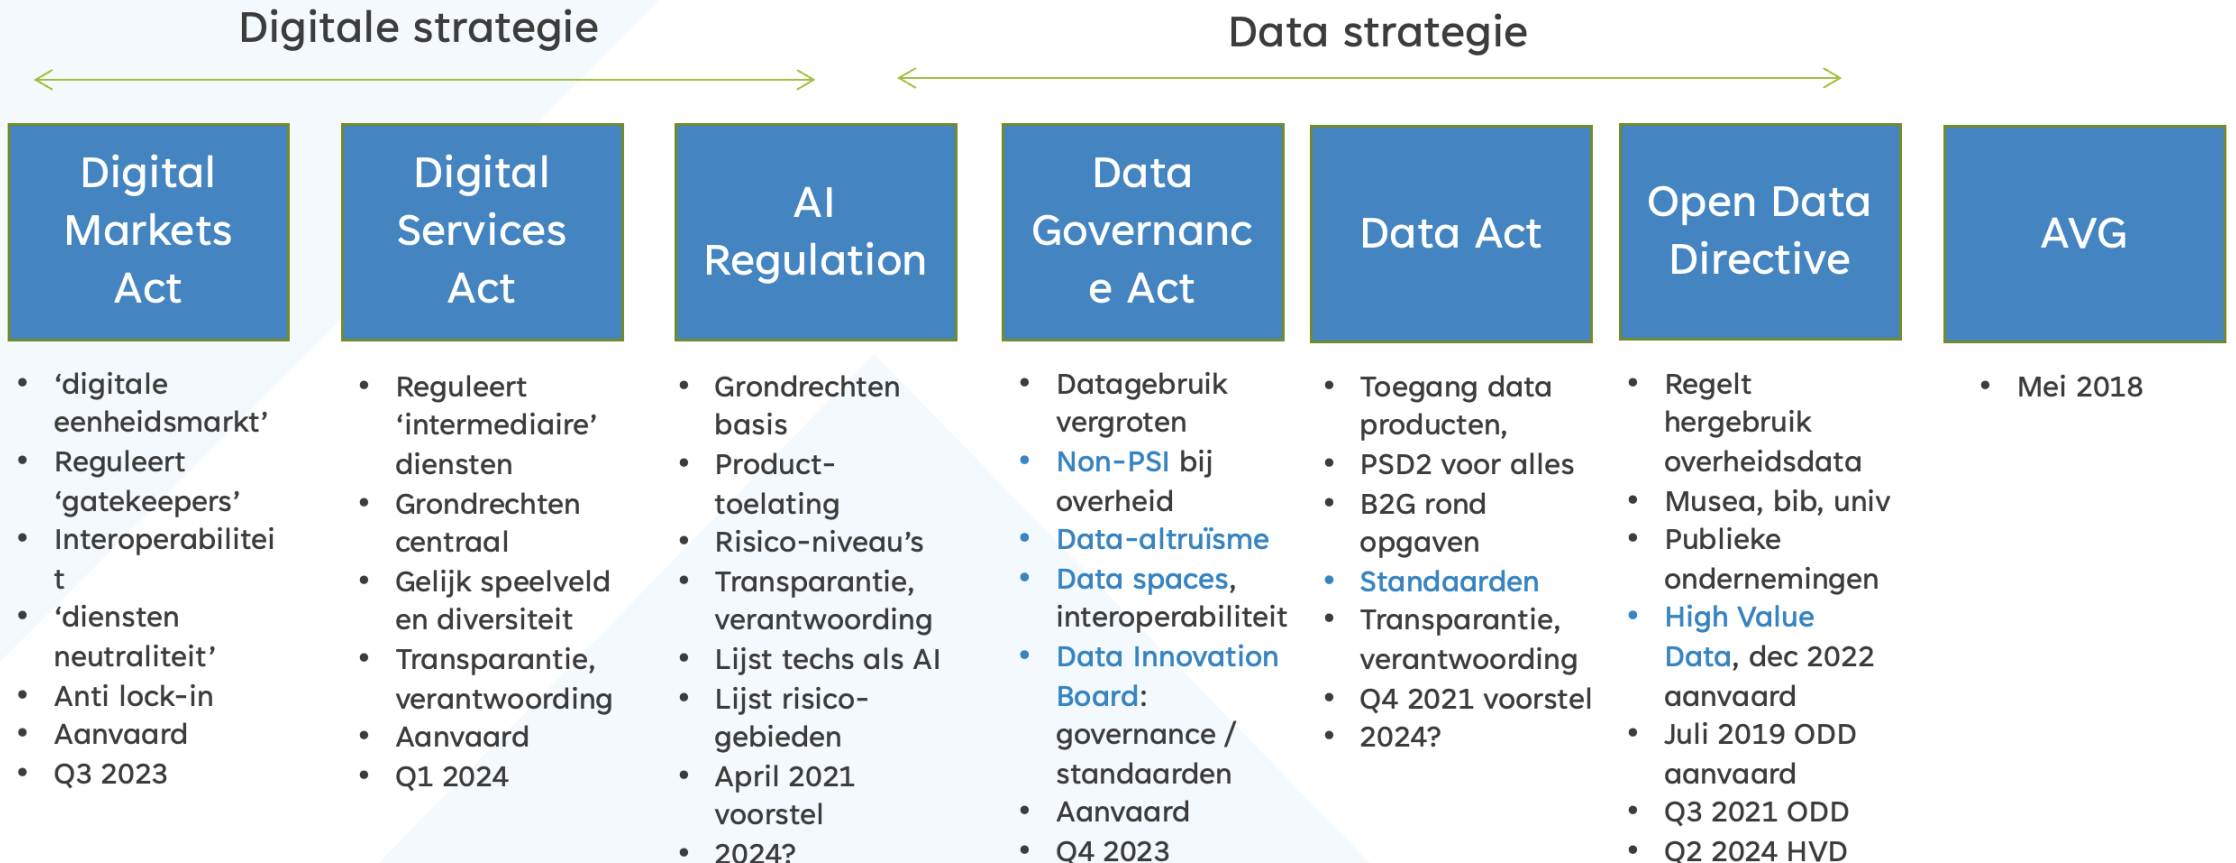 Digitale strategie
Data strategie
Digital
Markets
Act
• ‘digitale
eenheidsmarkt’
• Reguleert
‘gatekeepers’
• Interoperabilitei
t
• ‘diensten
neutraliteit’
• Anti lock-in
• Aanvaard
• Q3 2023
Digital
Services
Act
• Reguleert
‘intermediaire’
diensten
• Grondrechten
centraal
• Gelijk speelveld
en diversiteit
• Transparantie,
verantwoording
• Aanvaard
• Q1 2024
AI
Regulation
• Grondrechten
basis
• Product-
toelating
• Risico-niveau’s
• Transparantie,
verantwoording
• Lijst techs als AI
• Lijst risico-
gebieden
• April 2021
voorstel
• 2024?
Data
Governanc
e Act
• Datagebruik
vergroten
• Non-PSI bij
overheid
• Data-altruïsme
• Data spaces,
interoperabiliteit
• Data Innovation
Board:
governance /
standaarden
• Aanvaard
• Q4 2023
Data Act
• Toegang data
producten,
• PSD2 voor alles
• B2G rond
opgaven
• Standaarden
• Transparantie,
verantwoording
• Q4 2021 voorstel
• 2024?
Open Data
Directive
• Regelt
hergebruik
overheidsdata
• Musea, bib, univ
• Publieke
ondernemingen
• High Value
Data, dec 2022
aanvaard
• Juli 2019 ODD
aanvaard
• Q3 2021 ODD
• Q2 2024 HVD
AVG
• Mei 2018